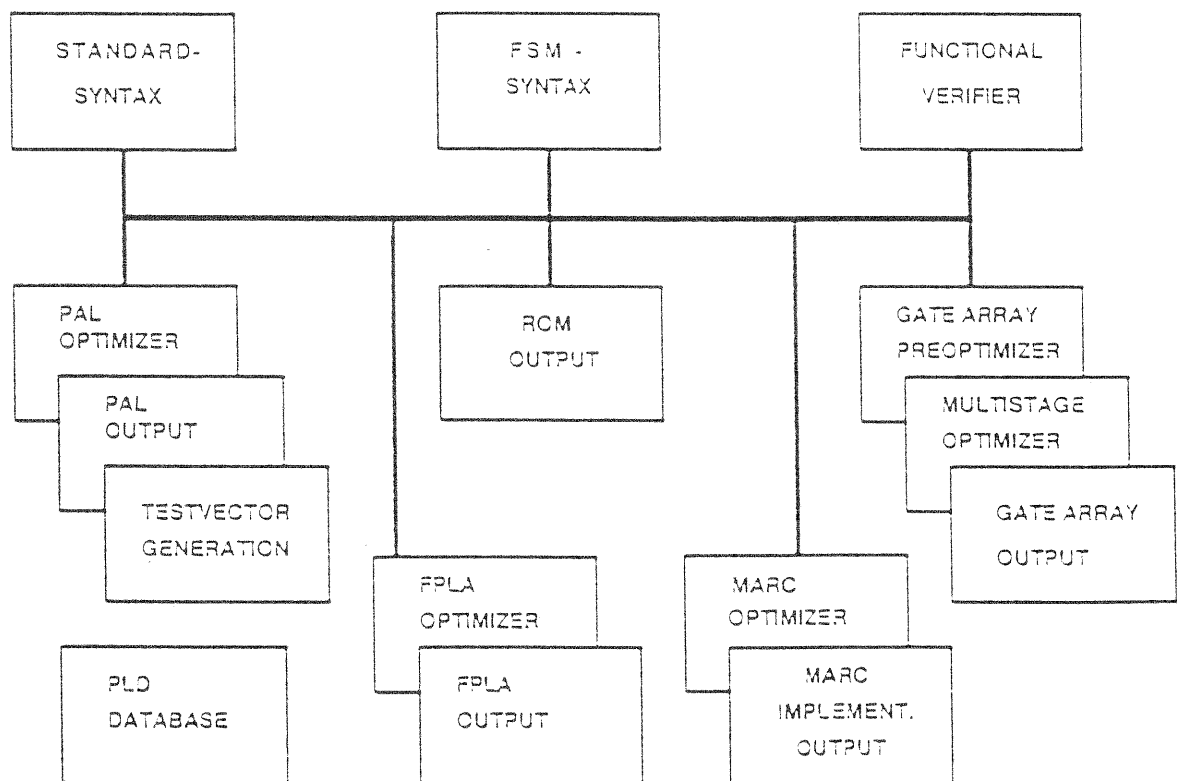 STANDARD-
SYNTAX
FSM -
SYNTAX
FUNCTIONAL
VERIFIER
PAL
OPTIMIZER
PAL
OUTPUT
TESTVECTOR
GENERATION
ROM
OUTPUT
GATE ARRAY
PREOPTIMIZER
MULTISTAGE
OPTIMIZER
GATE ARRAY
OUTPUT
FPLA
OPTIMIZER
FPLA
OUTPUT
MARC
OPTIMIZER
MARC
IMPLEMENT.
OUTPUT
PLD
DATABASE